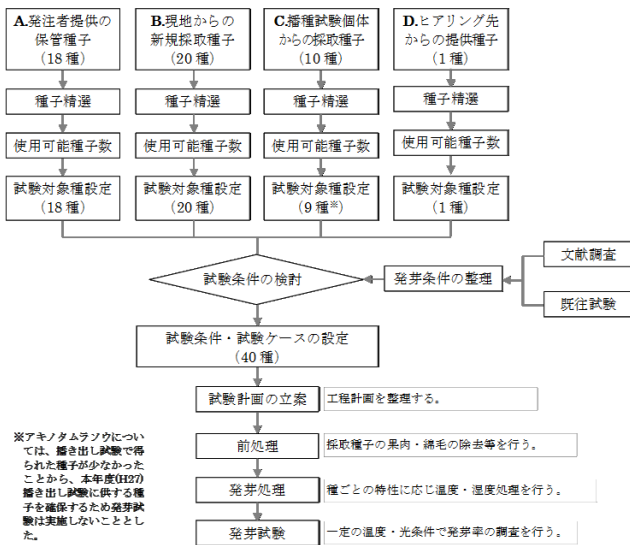 A.発注者提供の
保管種子
(18 種)
B.現地からの
新規採取種子
(20 種)
C.播種試験個体
からの採取種子
(10 種)
D.ヒアリング先
からの提供種子
(1 種)
種子精選
種子精選
種子精選
種子精選
使用可能種子数
使用可能種子数
使用可能種子数
使用可能種子数
試験対象種設定
(18 種)
試験対象種設定
(20 種)
試験対象種設定
(9 種※)
試験対象種設定
(1 種)
試験条件の検討
発芽条件の整理
文献調査
既往試験
試験条件・試験ケースの設定
(40 種)
試験計画の立案
工程計画を整理する。
前処理
採取種子の果肉・綿毛の除去等を行う。
発芽処理
種ごとの特性に応じ温度・湿度処理を行う。
発芽試験
一定の温度・光条件で発芽率の調査を行う。
※アキノタムラソウについ
ては、播き出し試験で得
られた種子が少なかった
ことから、本年度(H27)
播き出し試験に供する種
子を確保するため発芽試
験は実施しないこととし
た。